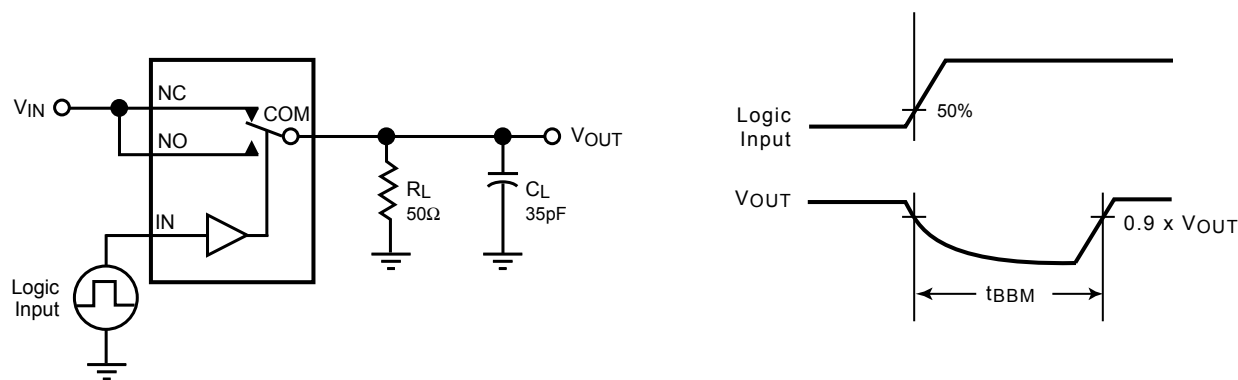 VIN
NC
NO
COM
IN
Logic
Input
RL
50Ω
CL
35pF
VOUT
Logic
Input
50%
VOUT
0.9 x VOUT
tBBM